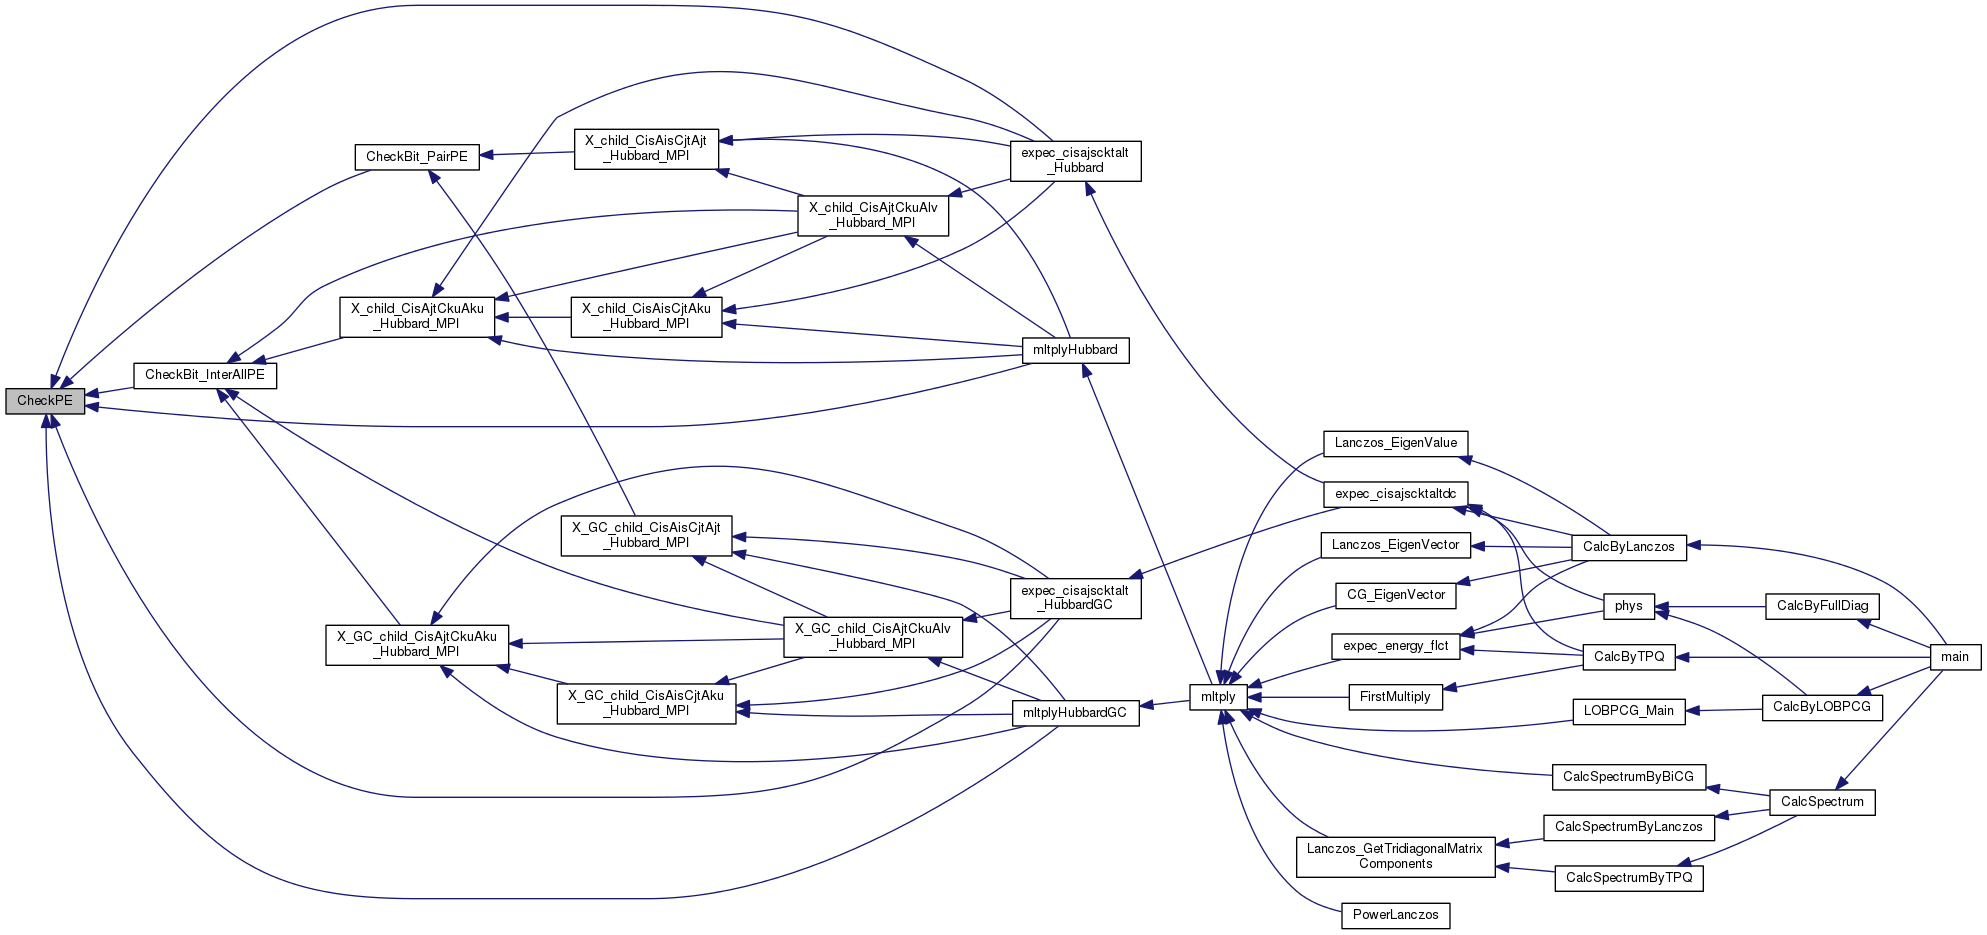 CheckPE
CheckBit_PairPE
CheckBit_InterAllPE
X_child_CisAjtCkuAku
_Hubbard_MPI
X_GC_child_CisAjtCkuAku
_Hubbard_MPI
X_child_CisAisCjtAjt
_Hubbard_MPI
X_child_CisAisCjtAku
_Hubbard_MPI
X_GC_child_CisAisCjtAjt
_Hubbard_MPI
X_GC_child_CisAisCjtAku
_Hubbard_MPI
X_child_CisAjtCkuAlv
_Hubbard_MPI
X_GC_child_CisAjtCkuAlv
_Hubbard_MPI
expec_cisajscktalt
_Hubbard
mltplyHubbard
expec_cisajscktalt
_HubbardGC
mltplyHubbardGC
mltply
Lanczos_EigenValue
expec_cisajscktaltdc
Lanczos_EigenVector
CG_EigenVector
expec_energy_flct
FirstMultiply
LOBPCG_Main
CalcSpectrumByBiCG
Lanczos_GetTridiagonalMatrix
Components
CalcSpectrumByLanczos
CalcSpectrumByTPQ
PowerLanczos
CalcByLanczos
phys
CalcByTPQ
CalcByFullDiag
CalcByLOBPCG
CalcSpectrum
main